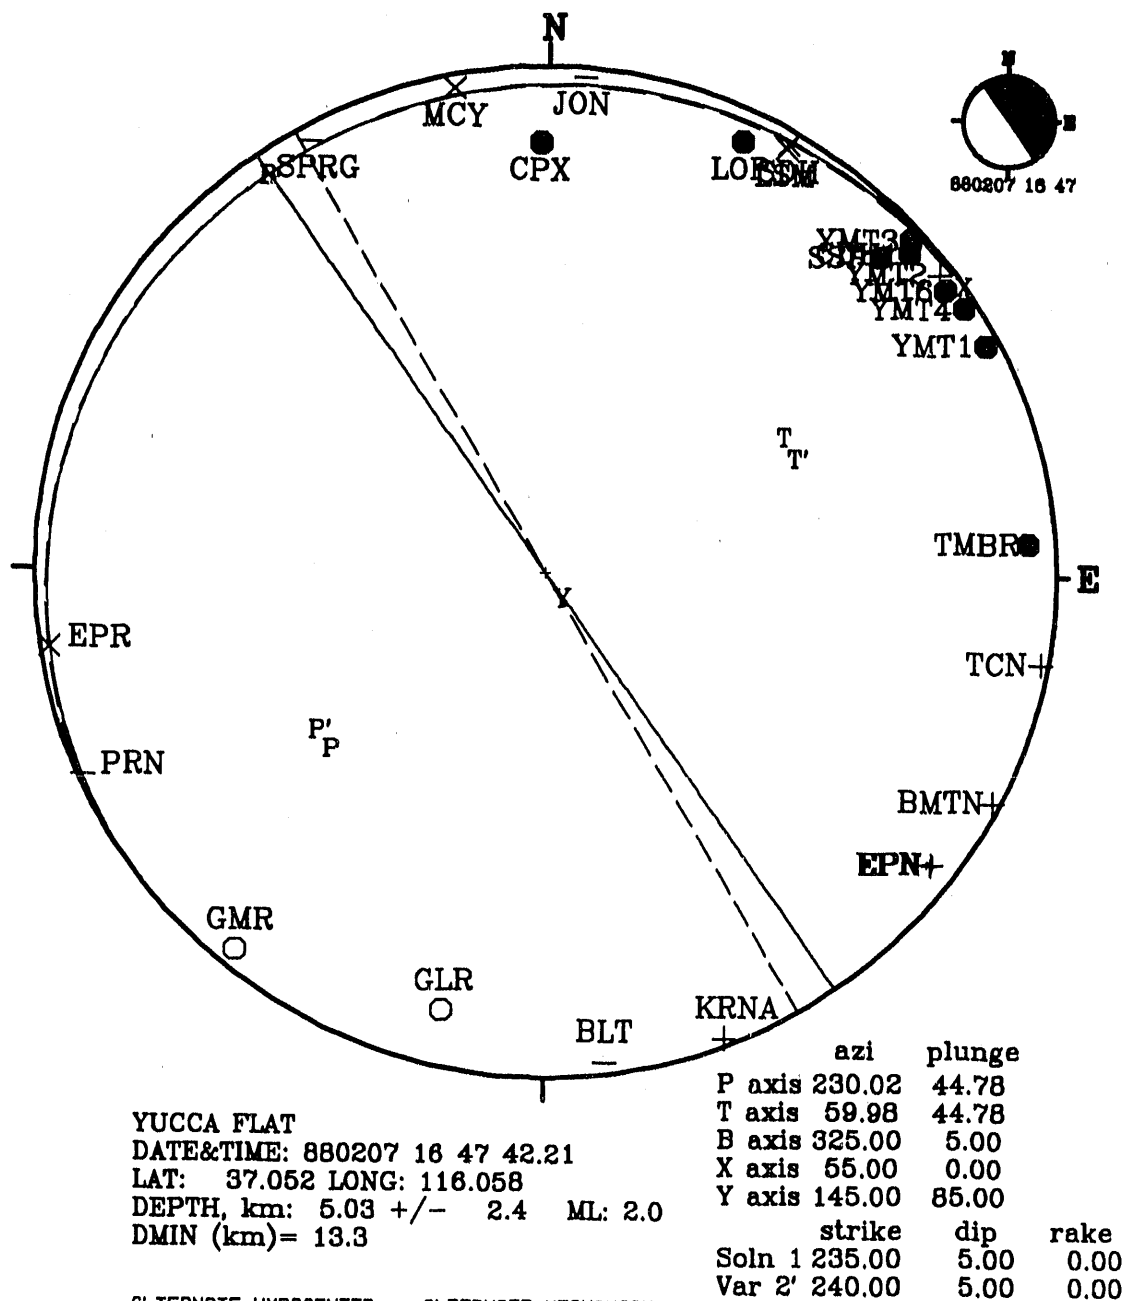 N
N
E
880207 16 47
MCY
JON
SPRG
CPX
YMT3
YMT2
YMT6
YMT4
YMT1
T
T'
TMBR
E
Y
EPR
TCN
P'
P
PRN
BMTN
EPN
GMR
GLR
KRNA
BLT
azi plunge
P axis 230.02 44.78
T axis 59.98 44.78
B axis 325.00 5.00
X axis 55.00 0.00
Y axis 145.00 85.00
strike dip rake
Soln 1 235.00 5.00 0.00
Var 2' 240.00 5.00 0.00
YUCCA FLAT
DATE&TIME: 880207 16 47 42.21
LAT: 37.052 LONG: 116.058
DEPTH, km: 5.03 +/- 2.4 ML: 2.0
DMIN (km)= 13.3